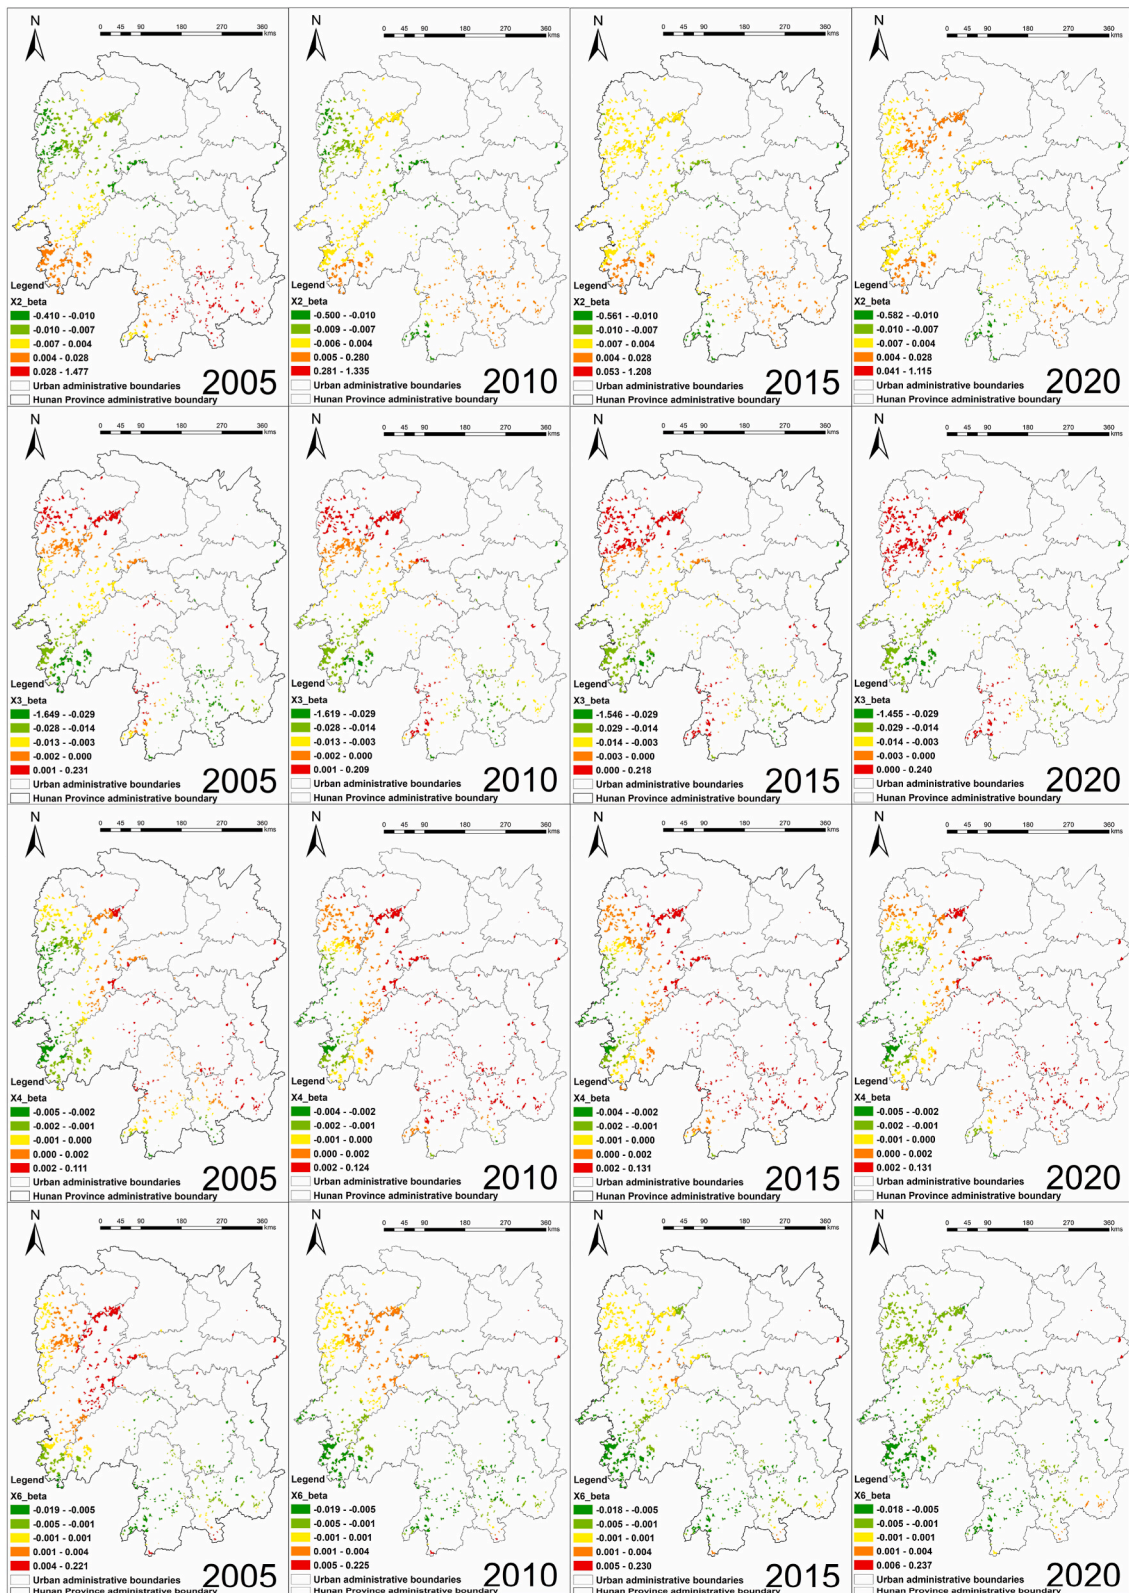 N
0 45 90 180 270 360
kms
Legend
X2_beta
-0.410 - -0.010
-0.010 - -0.007
-0.007 - 0.004
0.004 - 0.028
0.028 - 1.477
Urban administrative boundaries
Hunan Province administrative boundary
2005
N
0 45 90 180 270 360
kms
Legend
X2_beta
-0.500 - -0.010
-0.009 - -0.007
-0.006 - 0.004
0.005 - 0.280
0.281 - 1.335
Urban administrative boundaries
Hunan Province administrative boundary
2010
N
0 45 90 180 270 360
kms
Legend
X2_beta
-0.561 - -0.010
-0.010 - -0.007
-0.007 - 0.004
0.004 - 0.028
0.053 - 1.208
Urban administrative boundaries
Hunan Province administrative boundary
2015
N
0 45 90 180 270 360
kms
Legend
X2_beta
-0.582 - -0.010
-0.010 - -0.007
-0.007 - 0.004
0.004 - 0.028
0.041 - 1.115
Urban administrative boundaries
Hunan Province administrative boundary
2020
N
0 45 90 180 270 360
kms
Legend
X3_beta
-1.649 - -0.029
-0.028 - -0.014
-0.013 - -0.003
-0.002 - 0.000
0.001 - 0.231
Urban administrative boundaries
Hunan Province administrative boundary
2005
N
0 45 90 180 270 360
kms
Legend
X3_beta
-1.619 - -0.029
-0.028 - -0.014
-0.013 - -0.003
-0.002 - 0.000
0.001 - 0.209
Urban administrative boundaries
Hunan Province administrative boundary
2010
N
0 45 90 180 270 360
kms
Legend
X3_beta
-1.546 - -0.029
-0.029 - -0.014
-0.014 - -0.003
-0.003 - 0.000
0.000 - 0.218
Urban administrative boundaries
Hunan Province administrative boundary
2015
N
0 45 90 180 270 360
kms
Legend
X3_beta
-1.455 - -0.029
-0.029 - -0.014
-0.014 - -0.003
-0.003 - 0.000
0.000 - 0.240
Urban administrative boundaries
Hunan Province administrative boundary
2020
N
0 45 90 180 270 360
kms
Legend
X4_beta
-0.005 - -0.002
-0.002 - -0.001
-0.001 - 0.000
0.000 - 0.002
0.002 - 0.111
Urban administrative boundaries
Hunan Province administrative boundary
2005
N
0 45 90 180 270 360
kms
Legend
X4_beta
-0.004 - -0.002
-0.002 - -0.001
-0.001 - 0.000
0.000 - 0.002
0.002 - 0.124
Urban administrative boundaries
Hunan Province administrative boundary
2010
N
0 45 90 180 270 360
kms
Legend
X4_beta
-0.004 - -0.002
-0.002 - -0.001
-0.001 - 0.000
0.000 - 0.002
0.002 - 0.131
Urban administrative boundaries
Hunan Province administrative boundary
2015
N
0 45 90 180 270 360
kms
Legend
X4_beta
-0.005 - -0.002
-0.002 - -0.001
-0.001 - 0.000
0.000 - 0.002
0.002 - 0.131
Urban administrative boundaries
Hunan Province administrative boundary
2020
N
0 45 90 180 270 360
kms
Legend
X6_beta
-0.019 - -0.005
-0.005 - -0.001
-0.001 - 0.001
0.001 - 0.004
0.004 - 0.221
Urban administrative boundaries
Hunan Province administrative boundary
2005
N
0 45 90 180 270 360
kms
Legend
X6_beta
-0.019 - -0.005
-0.005 - -0.001
-0.001 - 0.001
0.001 - 0.004
0.005 - 0.225
Urban administrative boundaries
Hunan Province administrative boundary
2010
N
0 45 90 180 270 360
kms
Legend
X6_beta
-0.018 - -0.005
-0.005 - -0.001
-0.001 - 0.001
0.001 - 0.004
0.005 - 0.230
Urban administrative boundaries
Hunan Province administrative boundary
2015
N
0 45 90 180 270 360
kms
Legend
X6_beta
-0.018 - -0.005
-0.005 - -0.001
-0.001 - 0.001
0.001 - 0.004
0.006 - 0.237
Urban administrative boundaries
Hunan Province administrative boundary
2020